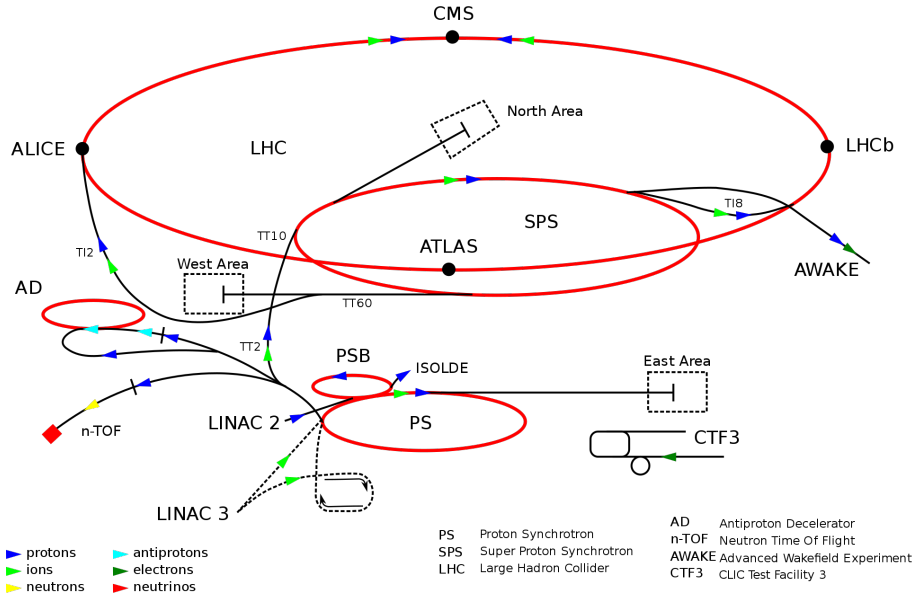 CMS
North Area
ALICE
LHC
LHCb
SPS
TI8
TT10
ATLAS
TI2
West Area
AWAKE
AD
TT60
TT2
PSB
ISOLDE
East Area
LINAC 2
PS
n-TOF
CTF3
LINAC 3
protons
ions
neutrons
antiprotons
electrons
neutrinos
PS Proton Synchrotron
SPS Super Proton Synchrotron
LHC Large Hadron Collider
AD Antiproton Decelerator
n-TOF Neutron Time Of Flight
AWAKE Advanced Wakefield Experiment
CTF3 CLIC Test Facility 3